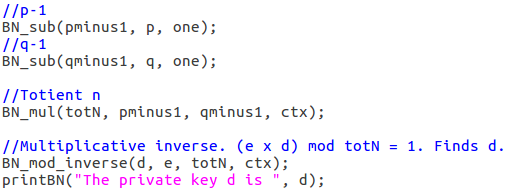 //p-1
BN_sub(pminus1, p, one);
//q-1
BN_sub(qminus1, q, one);
//Totient n
BN_mul(totN, pminus1, qminus1, ctx);
//Multiplicative inverse. (e x d) mod totN = 1. Finds d.
BN_mod_inverse(d, e, totN, ctx);
printBN("The private key d is ", d);